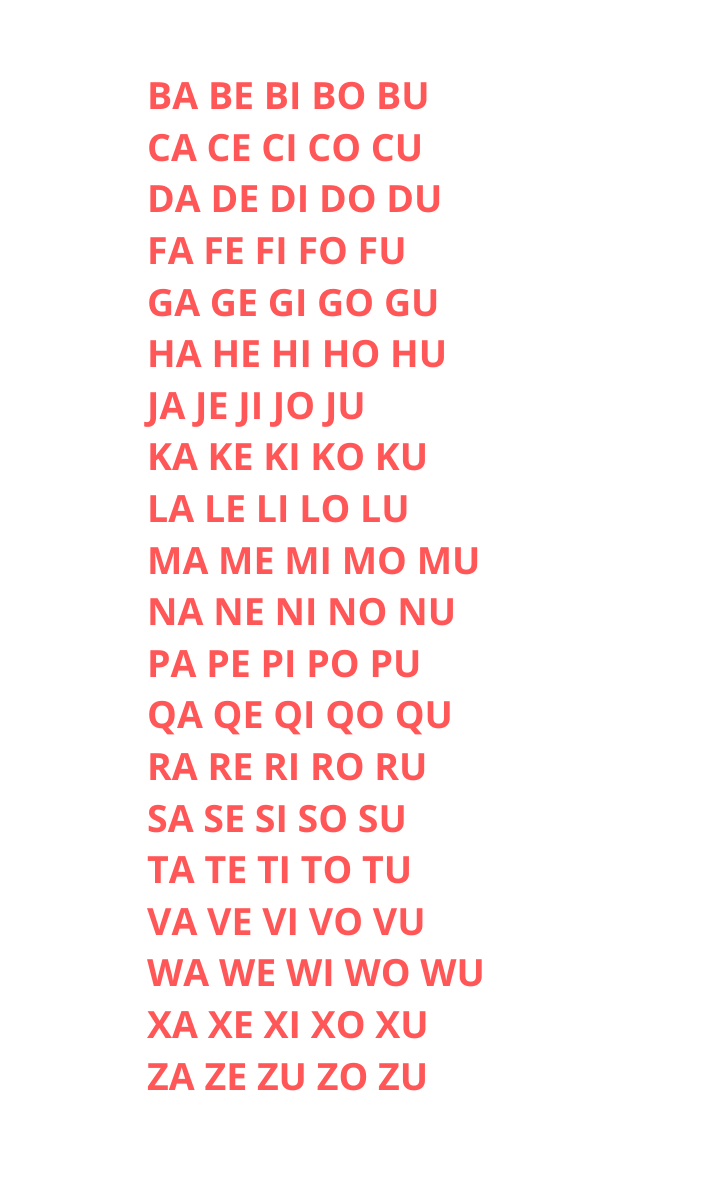 BA BE BI BO BU
CA CE CI CO CU
DA DE DI DO DU
FA FE FI FO FU
GA GE GI GO GU
HA HE HI HO HU
JA JE JI JO JU
KA KE KI KO KU
LA LE LI LO LU
MA ME MI MO MU
NA NE NI NO NU
PA PE PI PO PU
QA QE QI QO QU
RA RE RI RO RU
SA SE SI SO SU
TA TE TI TO TU
VA VE VI VO VU
WA WE WI WO WU
XA XE XI XO XU
ZA ZE ZU ZO ZU